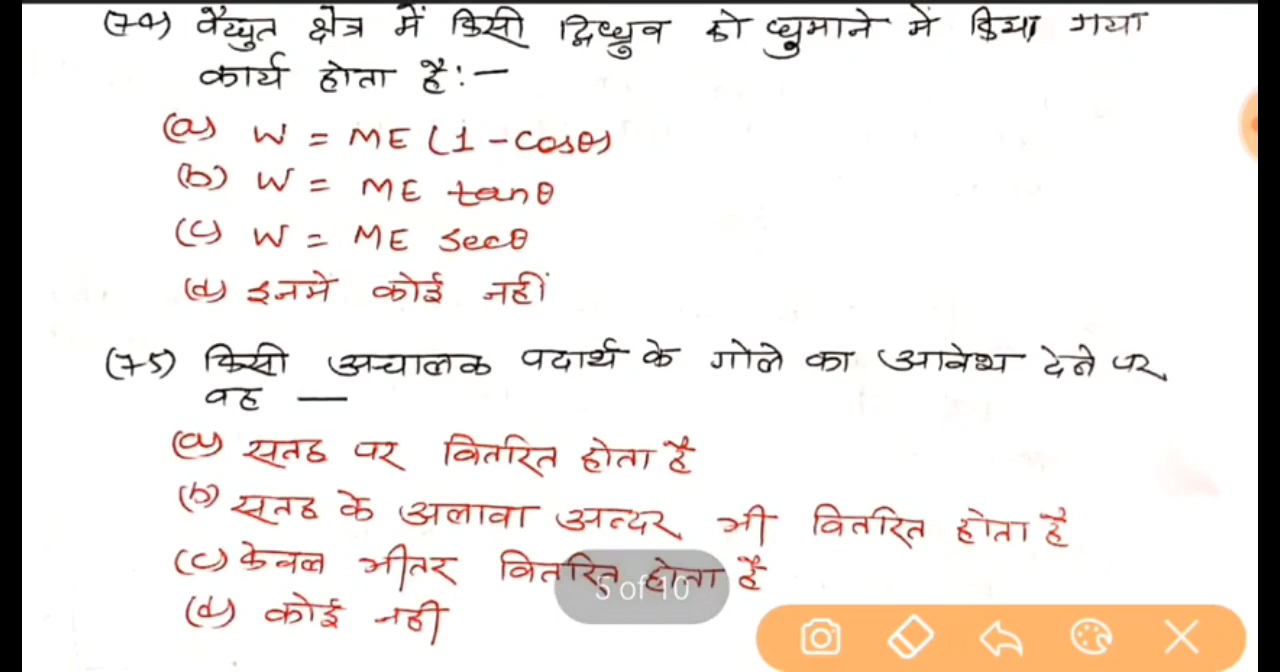 (74) वैद्युत क्षेत्र में किसी द्विध्रुव को घुमाने में किया गया
कार्य होता है:—
(a) W = ME (1 - cosθ)
(b) W = ME tanθ
(c) W = ME secθ
(d) इनमे कोई नहीं
(75) किसी अचालक पदार्थ के गोले का आवेश देने पर
वह —
(a) सतह पर वितरित होता है
(b) सतह के अलावा अन्दर भी वितरित होता है
(c) केवल भीतर वितरित होता है
5 of 10
(d) कोई नही